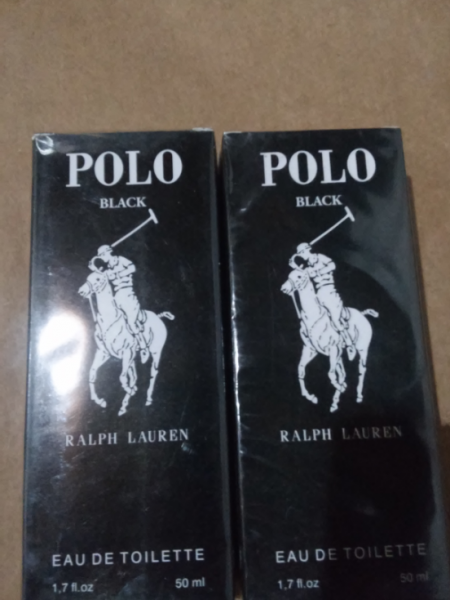 POLO
BLACK
RALPH LAUREN
EAU DE TOILETTE
1,7 fl.oz 50 ml
POLO
BLACK
RALPH LAUREN
EAU DE TOILETTE
1,7 fl.oz 50 ml